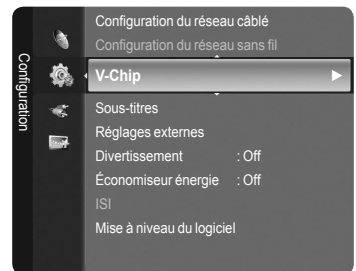 Configuration
Configuration du réseau câblé
Configuration du réseau sans fil
V-Chip
Sous-titres
Réglages externes
Divertissement : Off
Économiseur énergie : Off
ISI
Mise à niveau du logiciel